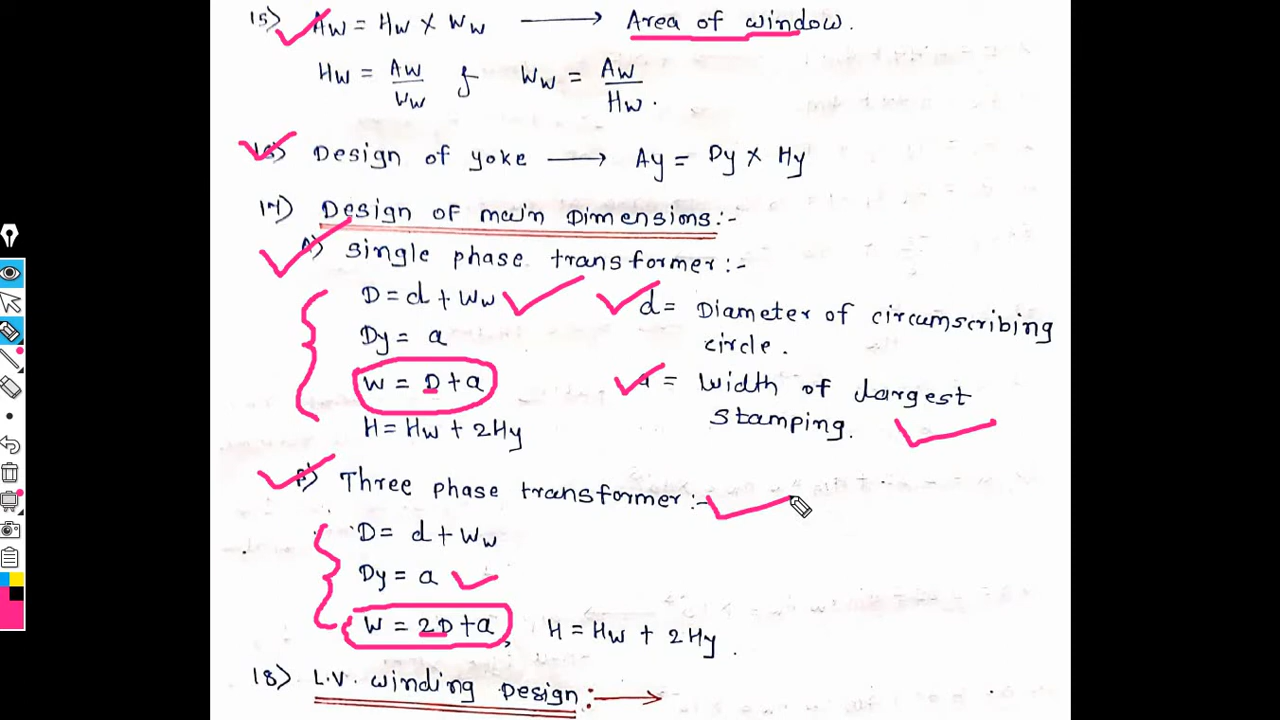 15) Aw = Hw × Ww ⟶ Area of window.
Hw = Aw/Ww & Ww = Aw/Hw.
16) Design of yoke ⟶ Ay = Dy × Hy
17) Design of main Dimensions:-
A) single phase transformer:-
D = d + Ww
Dy = a
W = D + a
H = Hw + 2Hy
d = Diameter of circumscribing
circle.
a = width of largest
stamping.
B) Three phase transformer:-
D = d + Ww
Dy = a
W = 2D + a, H = Hw + 2Hy.
18) L.V. winding Design:⟶